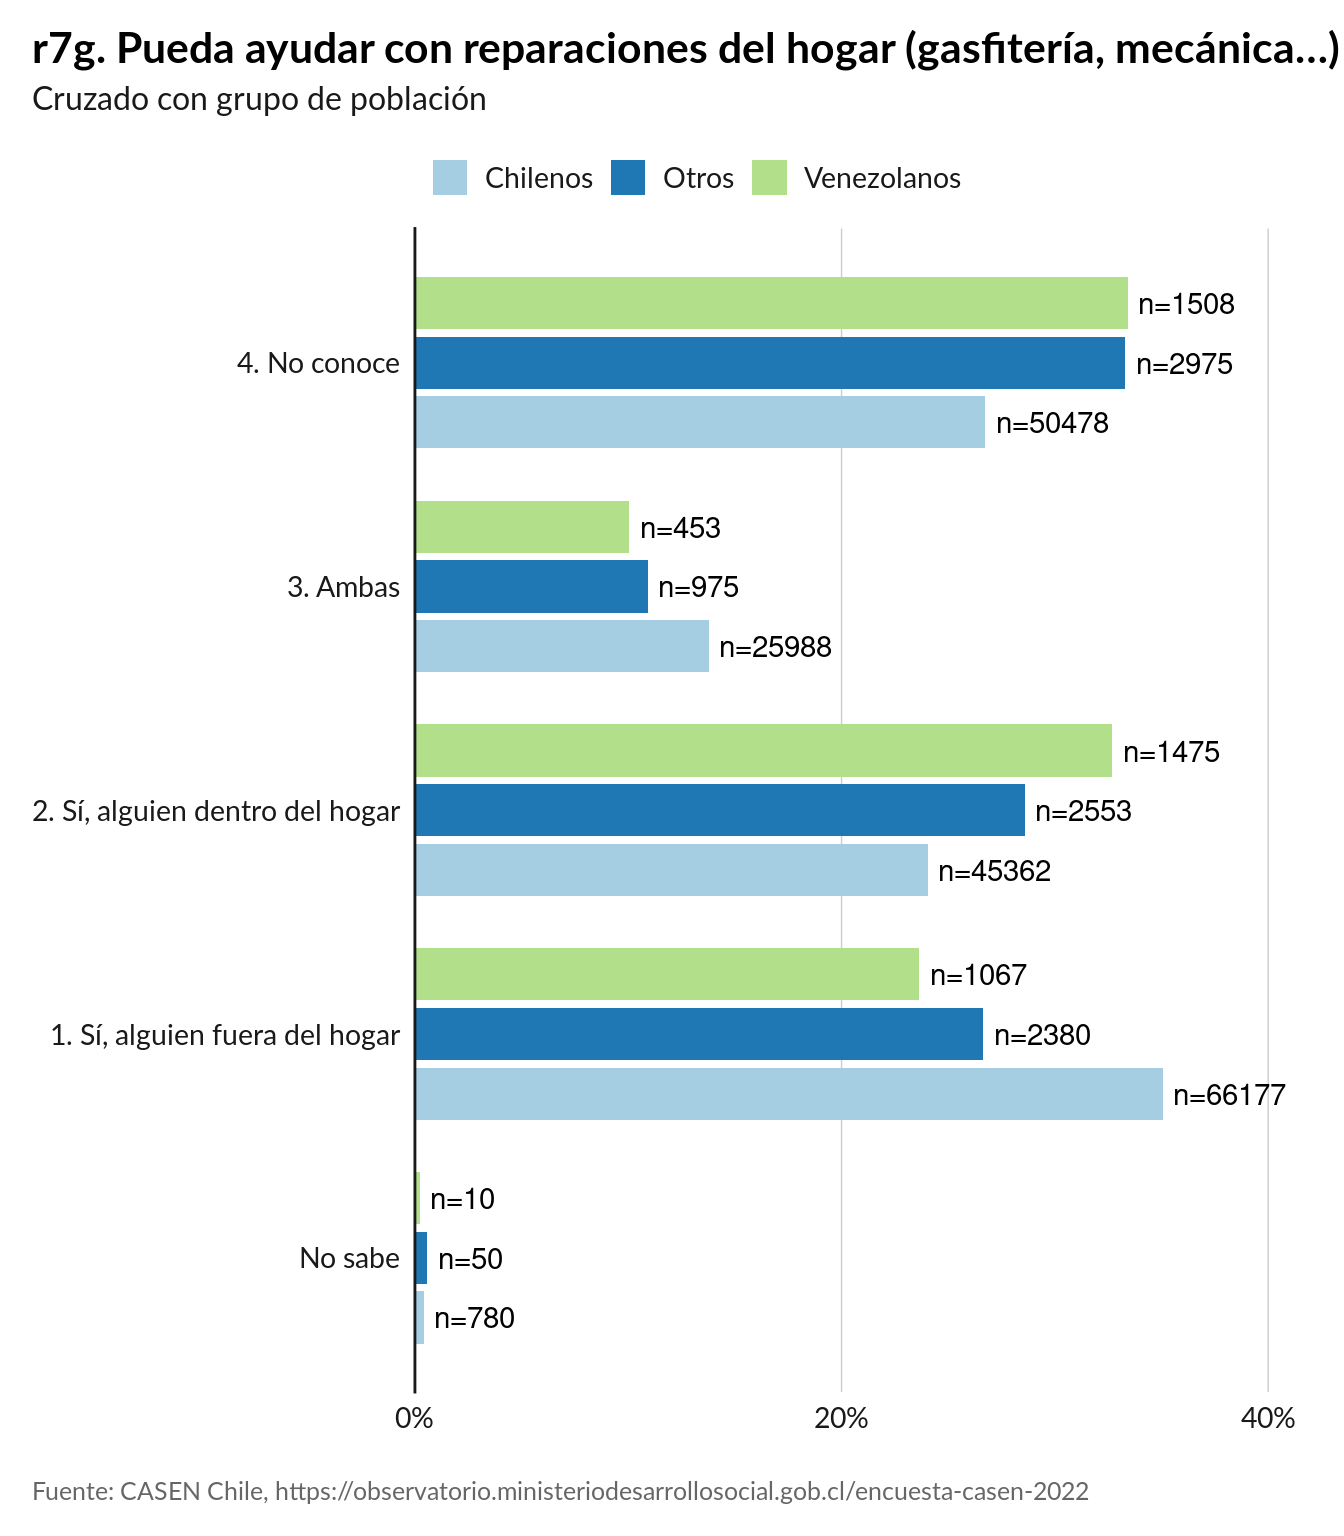 r7g. Pueda ayudar con reparaciones del hogar (gasfitería, mecánica...)
Cruzado con grupo de población
Chilenos Otros Venezolanos
n=1508
4. No conoce n=2975
n=50478
n=453
3. Ambas n=975
n=25988
n=1475
2. Sí, alguien dentro del hogar n=2553
n=45362
n=1067
1. Sí, alguien fuera del hogar n=2380
n=66177
n=10
No sabe n=50
n=780
0% 20% 40%
Fuente: CASEN Chile, https://observatorio.ministeriodesarrollosocial.gob.cl/encuesta-casen-2022